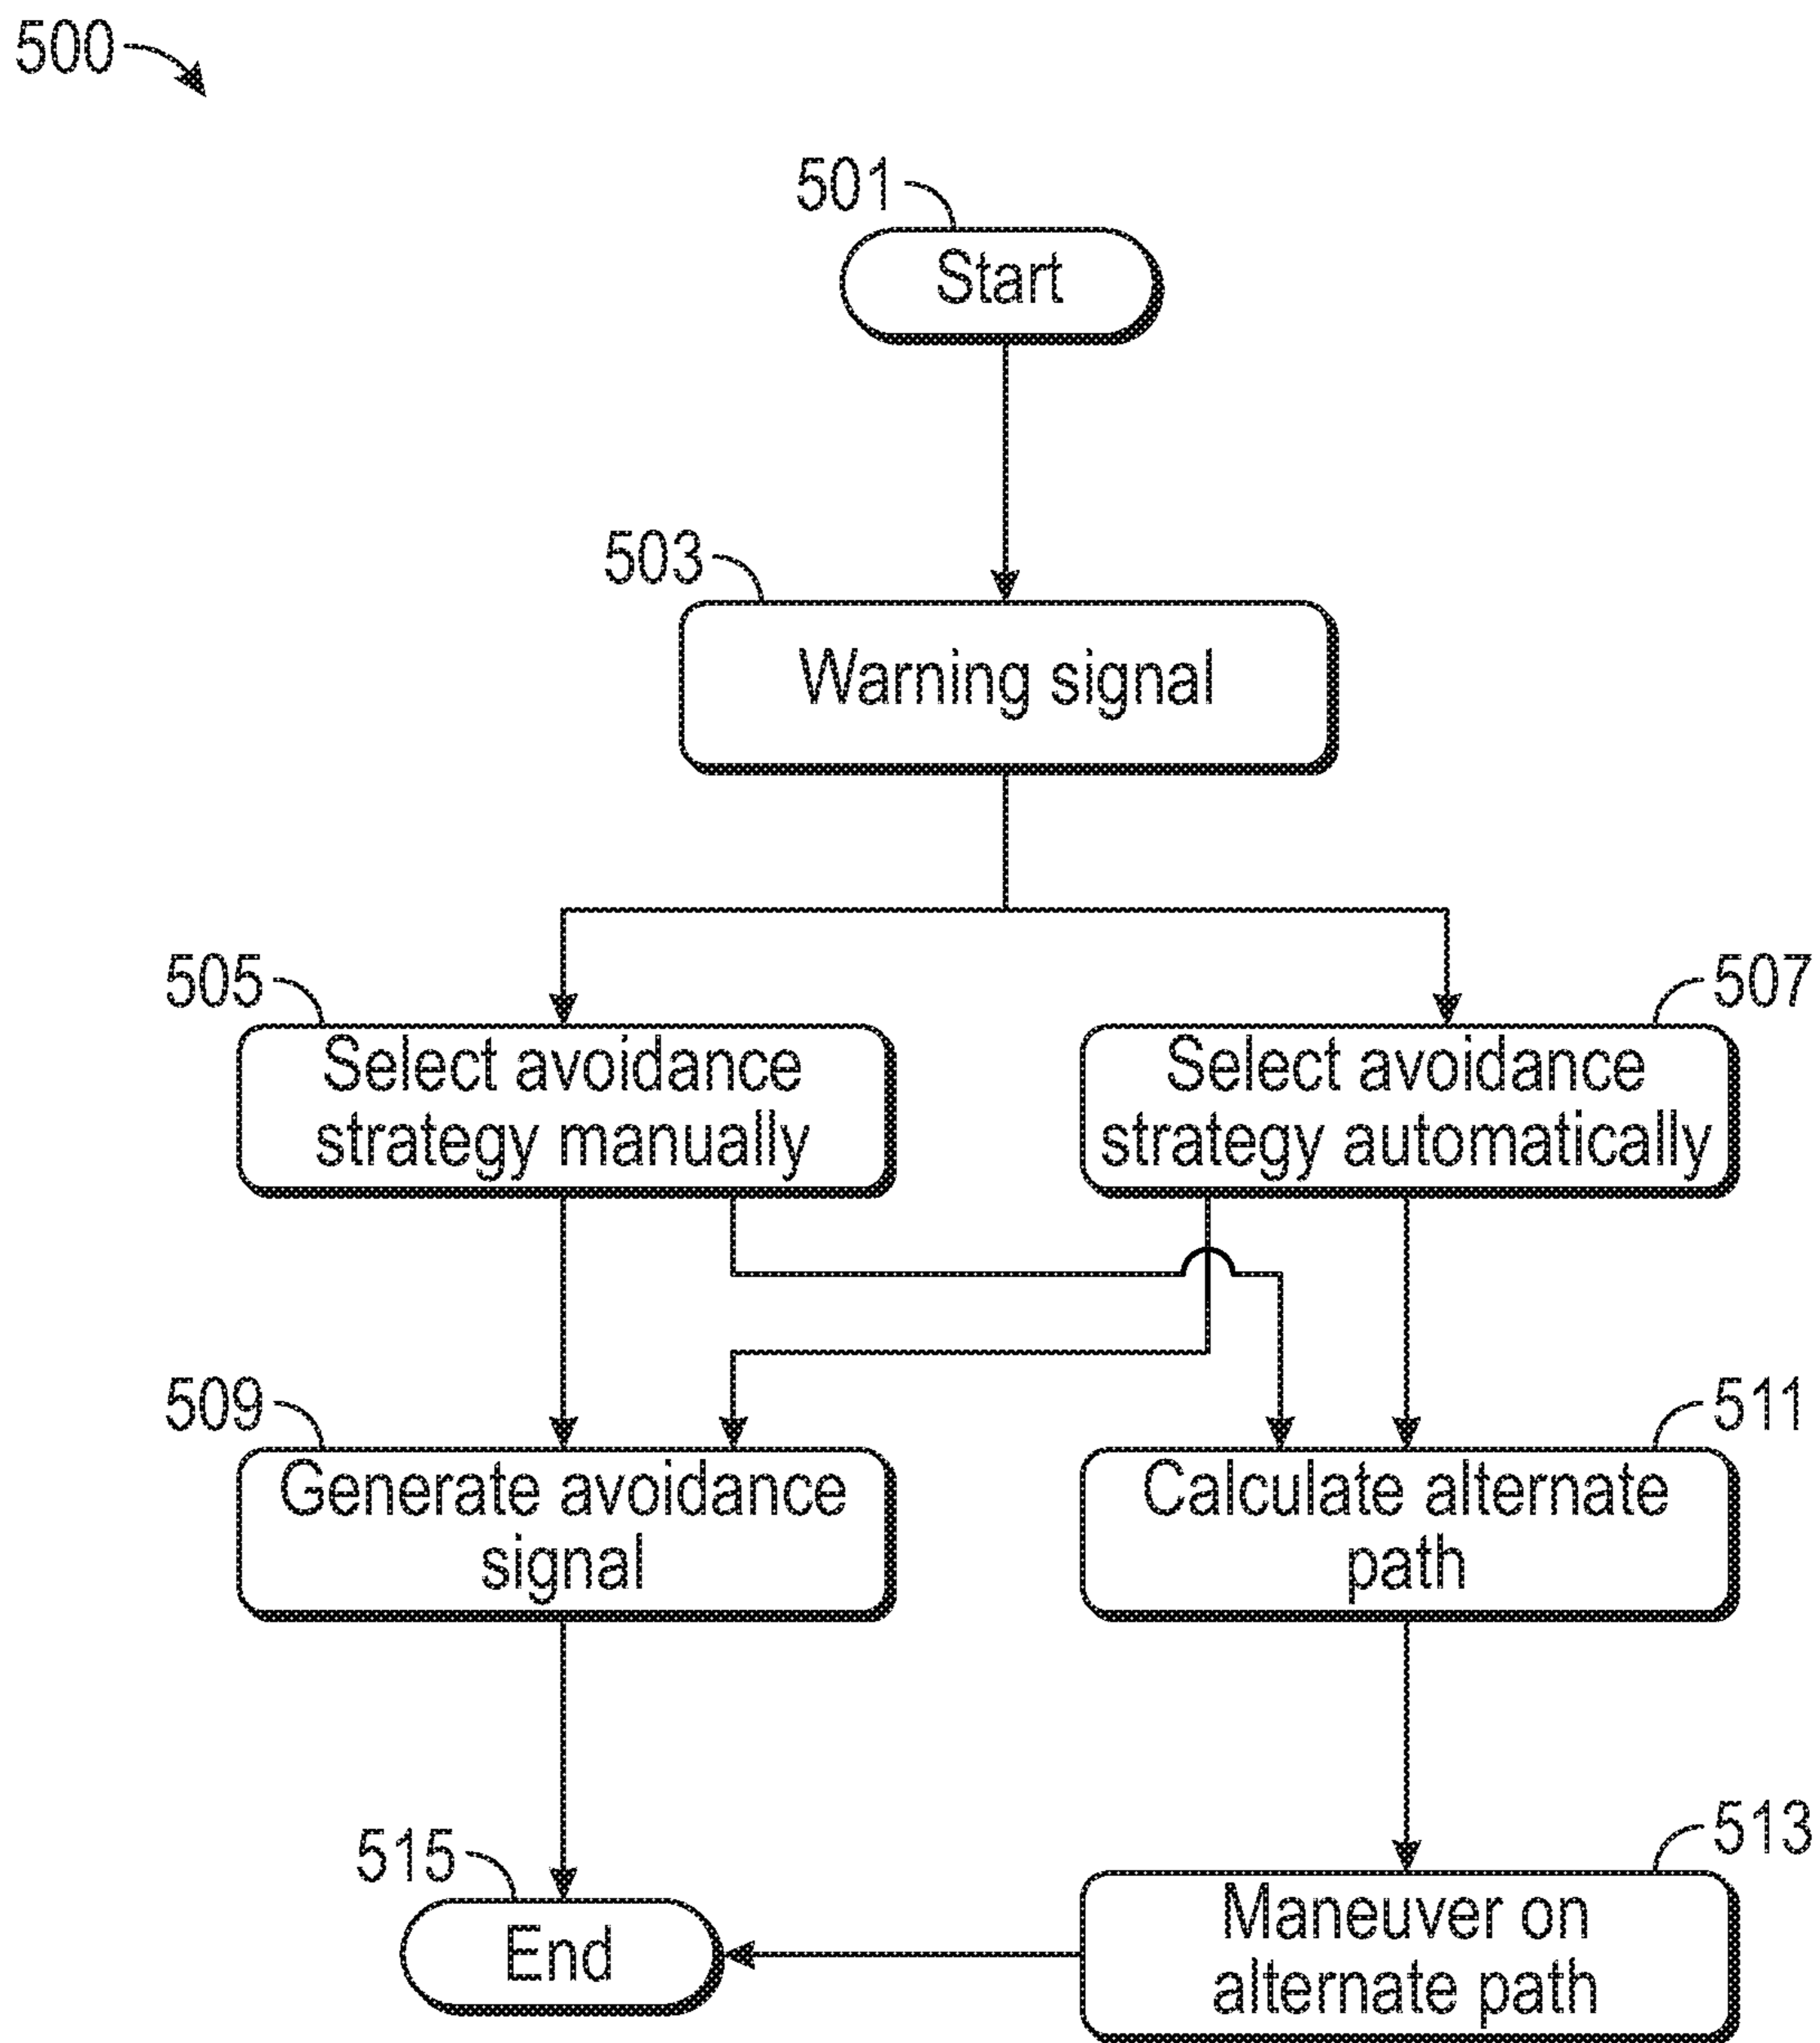 500
501
Start
503
Warning signal
505
507
Select avoidance
strategy manually
Select avoidance
strategy automatically
509
511
Generate avoidance
signal
Calculate alternate
path
515
513
End
Maneuver on
alternate path